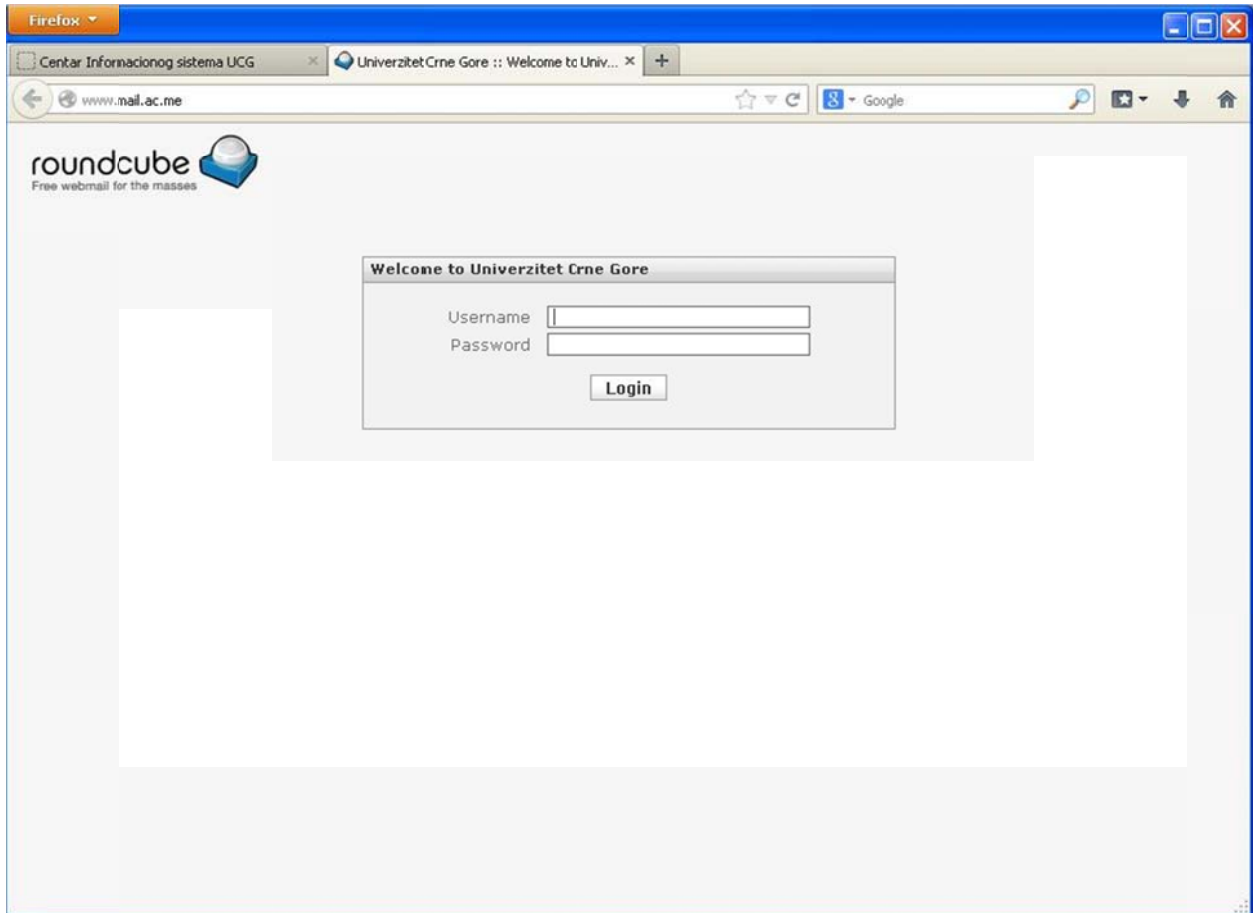 Firefox
Centar Informacionog sistema UCG
Univerzitet Crne Gore :: Welcome to Univ...
www.mail.ac.me
Google
roundcube
Free webmail for the masses
Welcome to Univerzitet Crne Gore
Username
Password
Login